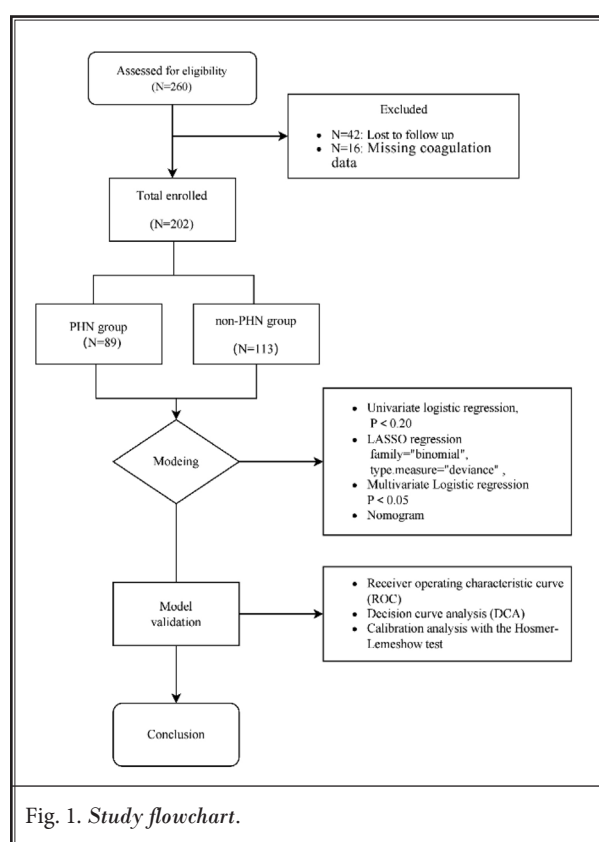 Assessed for eligibility
(N=260)
Excluded
• N=42: Lost to follow up
• N=16: Missing coagulation
data
Total enrolled
(N=202)
PHN group
(N=89)
non-PHN group
(N=113)
Modeing
• Univariate logistic regression,
P < 0.20
• LASSO regression
family="binomial",
type.measure="deviance" ,
• Multivariate Logistic regression
P < 0.05
• Nomogram
Model
validation
• Receiver operating characteristic curve
(ROC)
• Decision curve analysis (DCA)
• Calibration analysis with the Hosmer-
Lemeshow test
Conclusion
Fig. 1. Study flowchart.